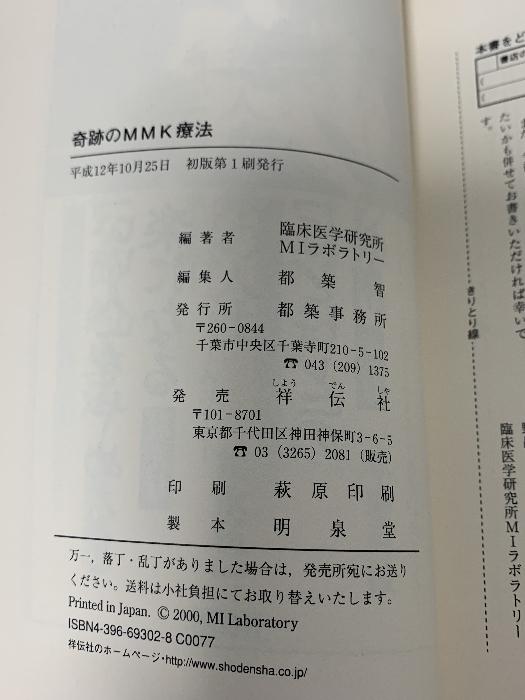 奇跡のMMK療法
平成12年10月25日 初版第1刷発行
編著者 臨床医学研究所
MIラボラトリー
編集人 都築 智
発行所 都築事務所
〒260-0844
千葉市中央区千葉寺町210-5-102
☎ 043 (209) 1375
しょう でん しゃ
発 売 祥 伝 社
〒101-8701
東京都千代田区神田神保町3-6-5
☎ 03 (3265) 2081 (販売)
印 刷 萩原印刷
製 本 明泉堂
万一,落丁・乱丁がありました場合は,発売所宛にお送り
ください。送料は小社負担にてお取り替えいたします。
Printed in Japan. © 2000, MI Laboratory
ISBN4-396-69302-8 C0077
祥伝社のホームページ・http://www.shodensha.co.jp/
本書をど
書店の
たいかも併せてお書きいただければ幸いで
す。
きりとり線
臨床医学研究所MIラボラトリー